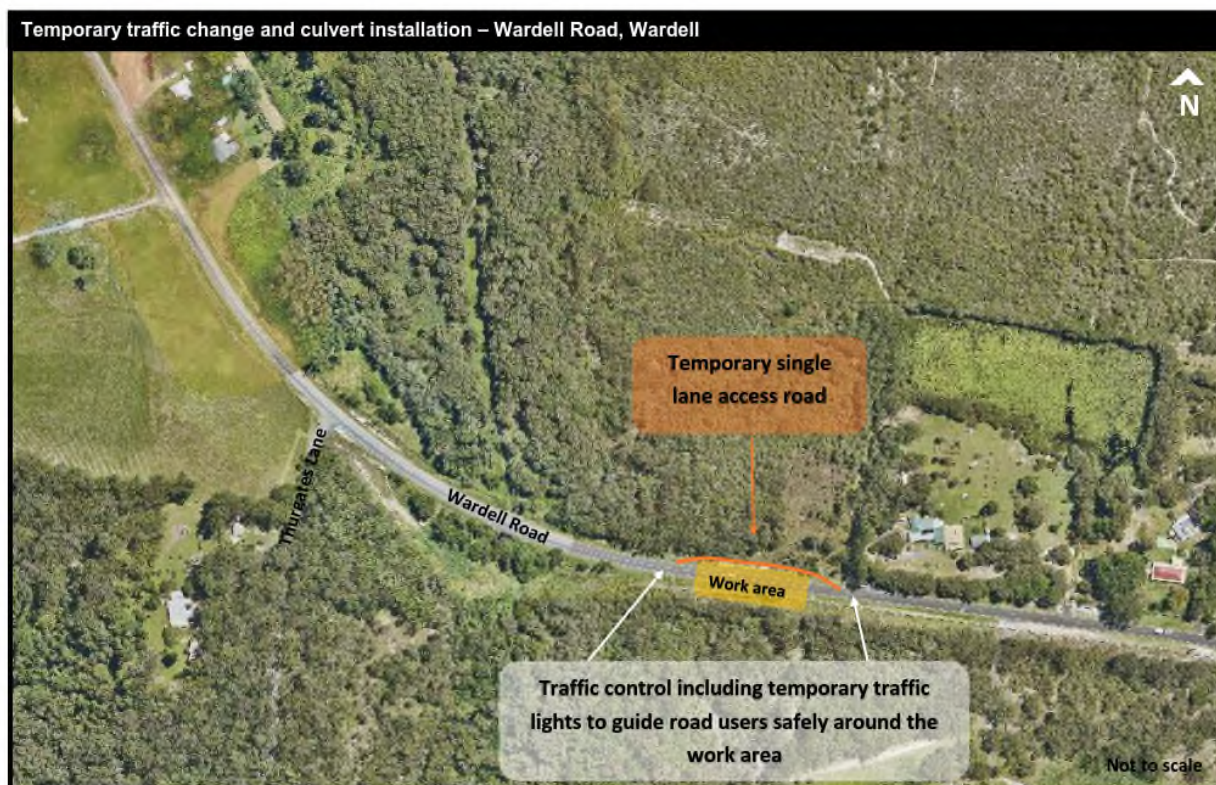 Temporary traffic change and culvert installation – Wardell Road, Wardell
N
Temporary single
lane access road
Thurgates Lane
Wardell Road
Work area
Traffic control including temporary traffic
lights to guide road users safely around the
work area
Not to scale